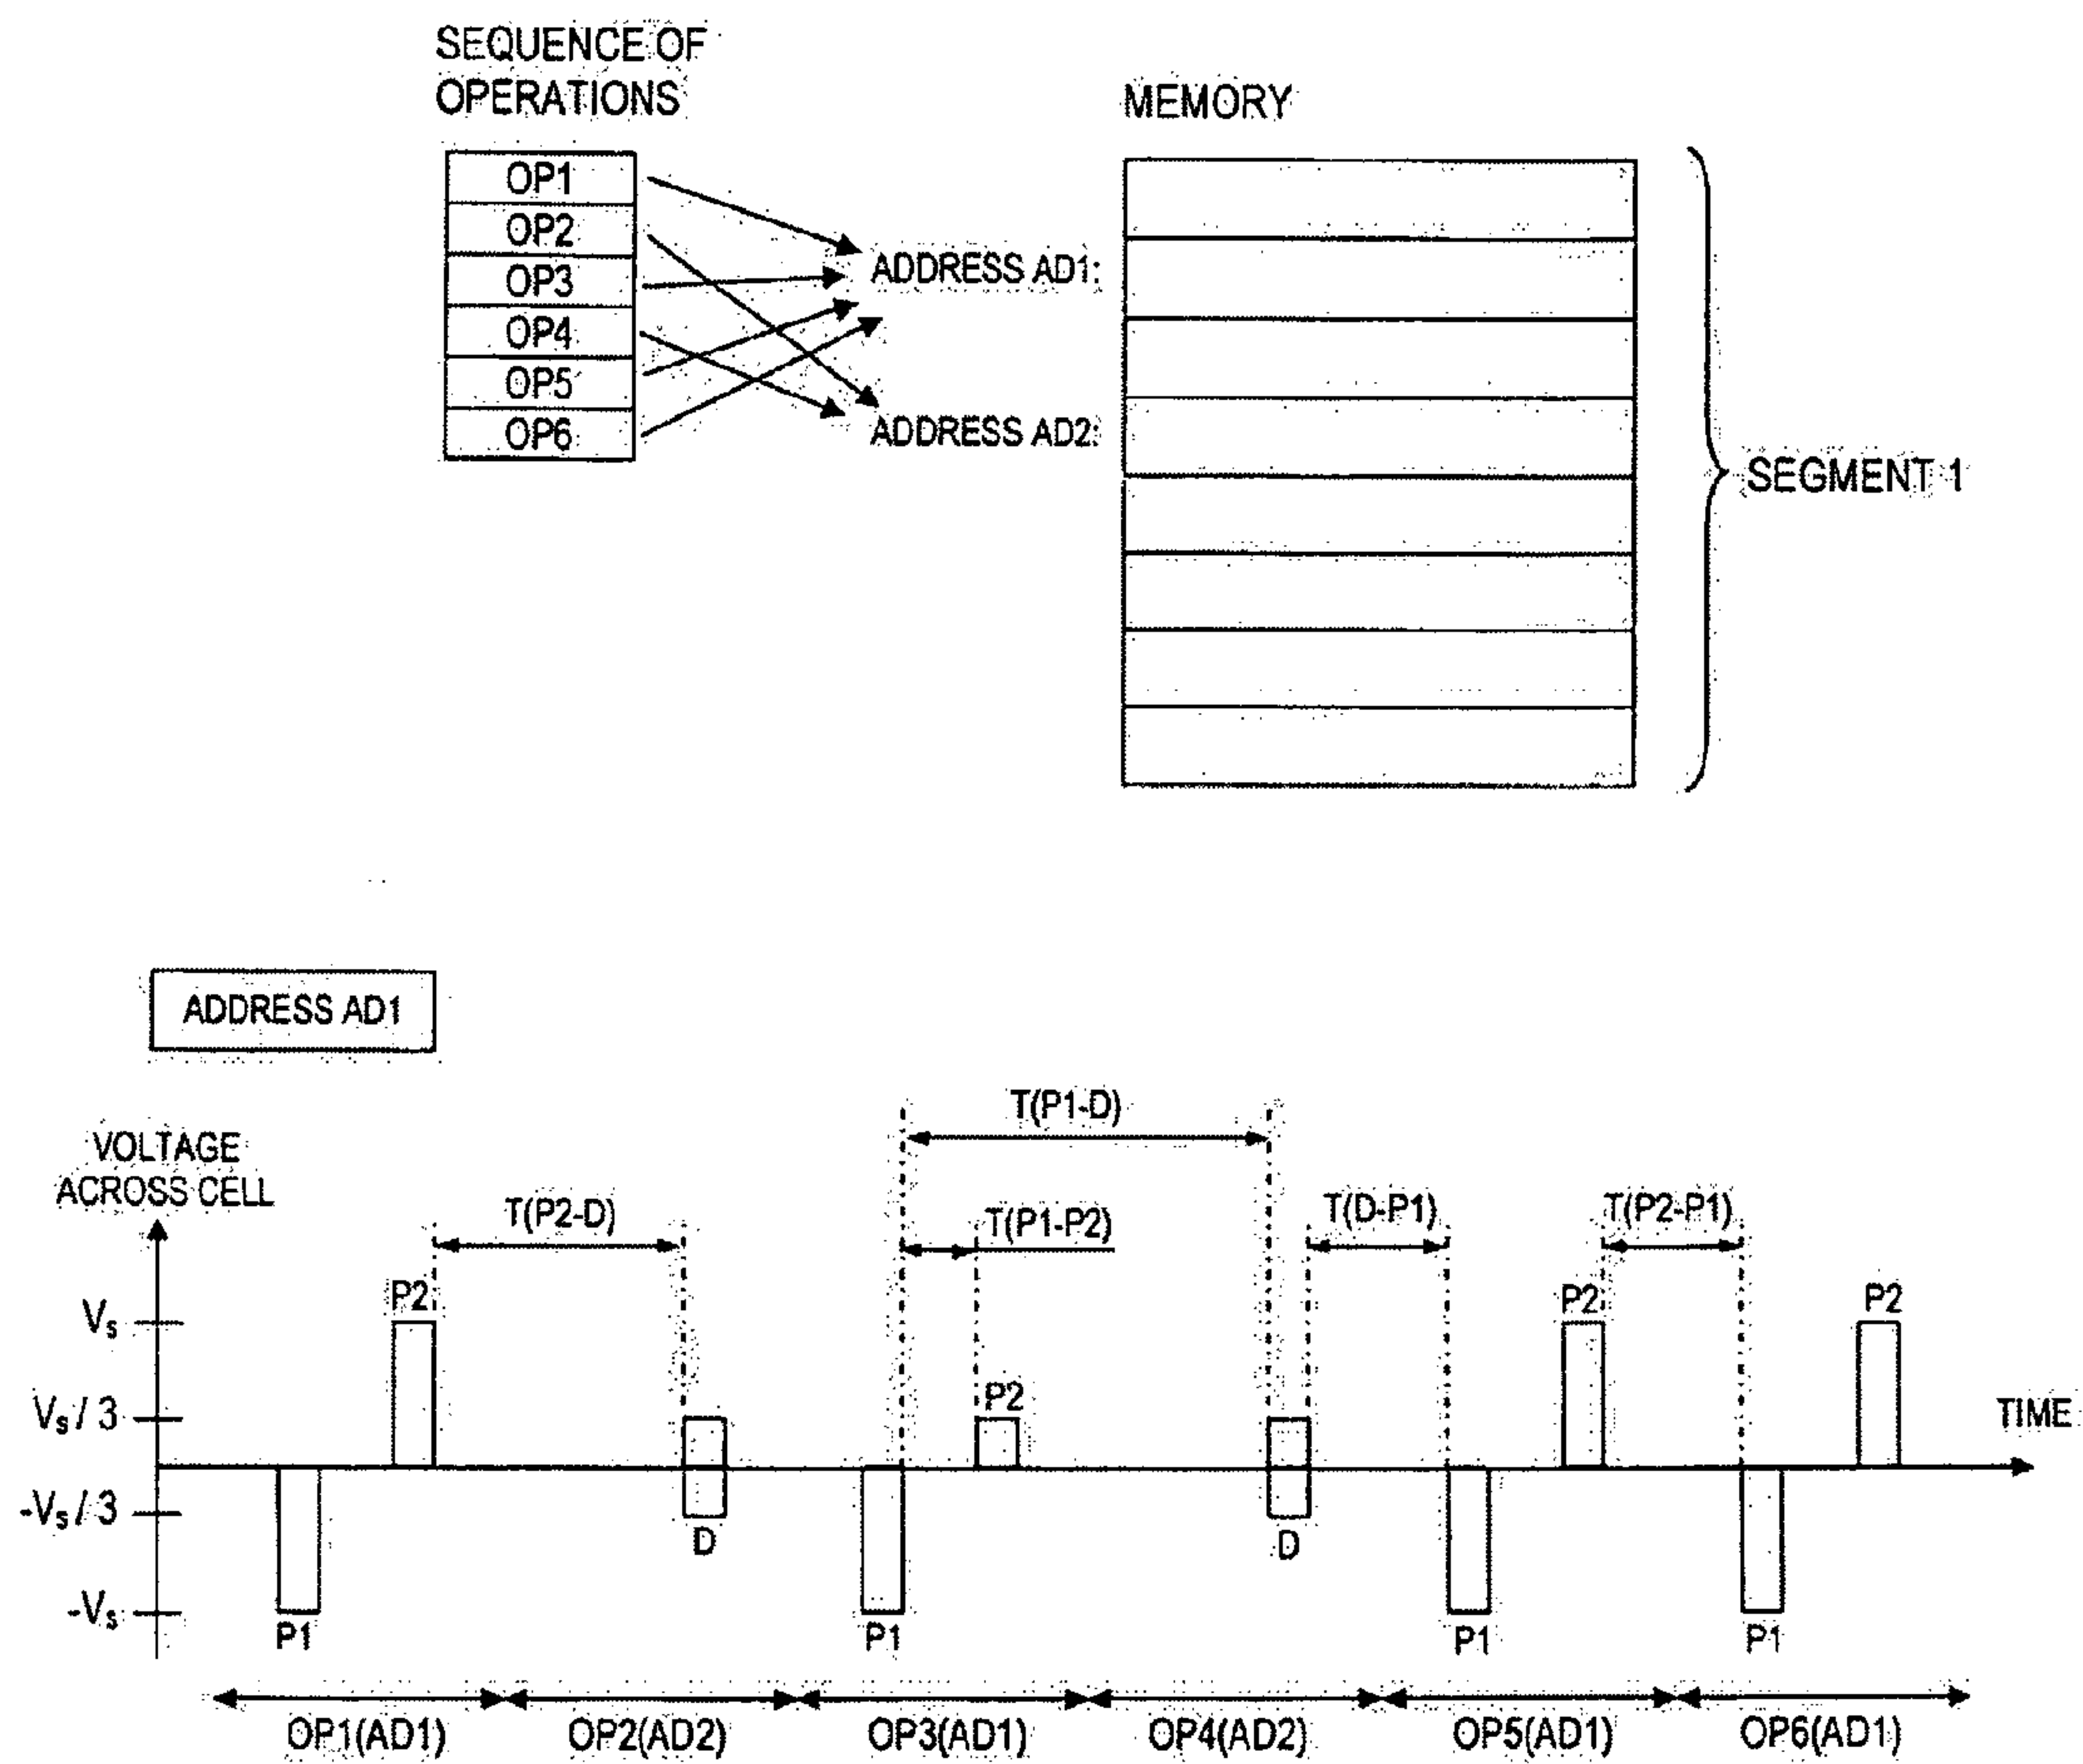 SEQUENCE OF
OPERATIONS
MEMORY
OP1
OP2
OP3
OP4
OP5
OP6
ADDRESS AD1:
ADDRESS AD2:
SEGMENT 1
ADDRESS AD1
VOLTAGE
ACROSS CELL
T(P1-D)
T(P2-D)
T(P1-P2)
T(D-P1)
T(P2-P1)
P2
P2
P2
P2
Vs
Vs / 3
TIME
-Vs / 3
-Vs
D
D
P1
P1
P1
P1
OP1(AD1)
OP2(AD2)
OP3(AD1)
OP4(AD2)
OP5(AD1)
OP6(AD1)